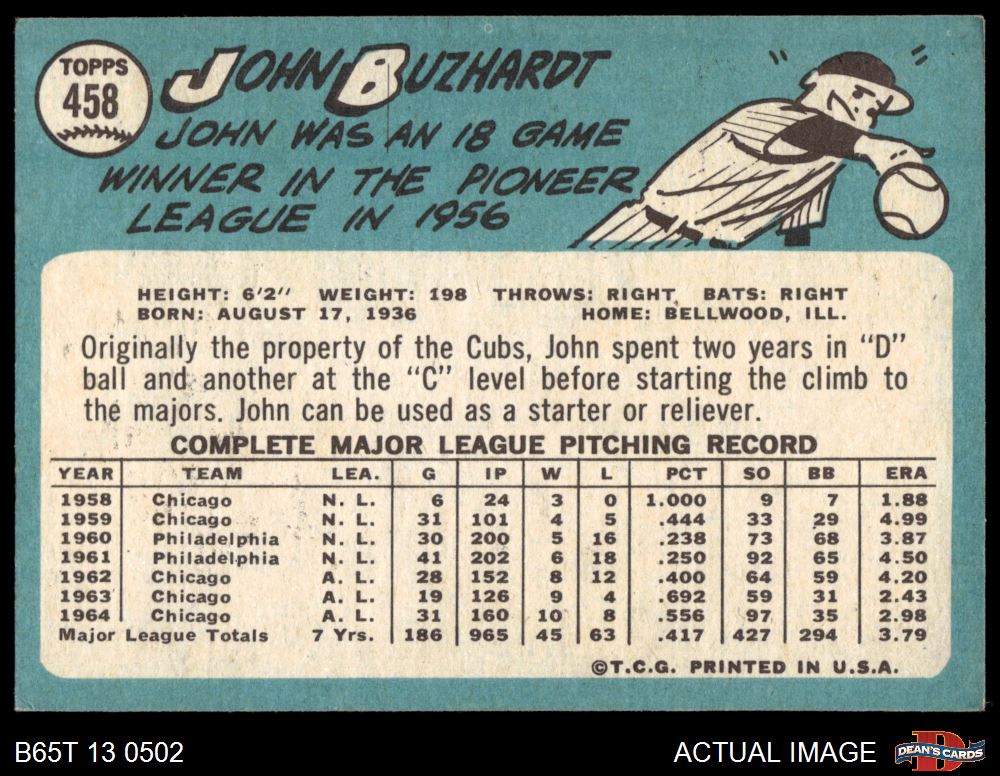 TOPPS
458
JOHN BUZHARDT
JOHN WAS AN 18 GAME
WINNER IN THE PIONEER
LEAGUE IN 1956
HEIGHT: 6'2" WEIGHT: 198 THROWS: RIGHT BATS: RIGHT
BORN: AUGUST 17, 1936 HOME: BELLWOOD, ILL.
Originally the property of the Cubs, John spent two years in "D"
ball and another at the "C" level before starting the climb to
the majors. John can be used as a starter or reliever.
COMPLETE MAJOR LEAGUE PITCHING RECORD
YEAR TEAM LEA. G IP W L PCT SO BB ERA
1958 Chicago N. L. 6 24 3 0 1.000 9 7 1.88
1959 Chicago N. L. 31 101 4 5 .444 33 29 4.99
1960 Philadelphia N. L. 30 200 5 16 .238 73 68 3.87
1961 Philadelphia N. L. 41 202 6 18 .250 92 65 4.50
1962 Chicago A. L. 28 152 8 12 .400 64 59 4.20
1963 Chicago A. L. 19 126 9 4 .692 59 31 2.43
1964 Chicago A. L. 31 160 10 8 .556 97 35 2.98
Major League Totals 7 Yrs. 186 965 45 63 .417 427 294 3.79
©T.C.G. PRINTED IN U.S.A.
B65T 13 0502 ACTUAL IMAGE DEAN'S CARDS